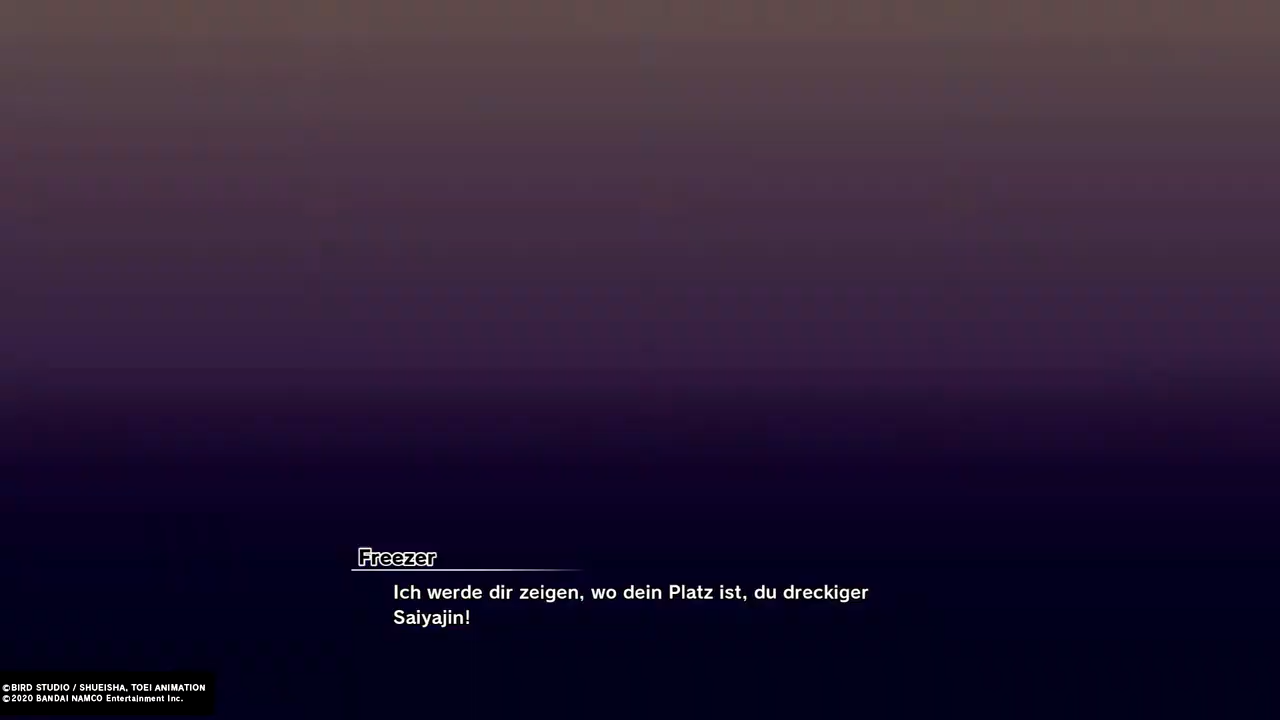 Freezer
Ich werde dir zeigen, wo dein Platz ist, du dreckiger
Saiyajin!
©BIRD STUDIO / SHUEISHA, TOEI ANIMATION
©2020 BANDAI NAMCO Entertainment Inc.